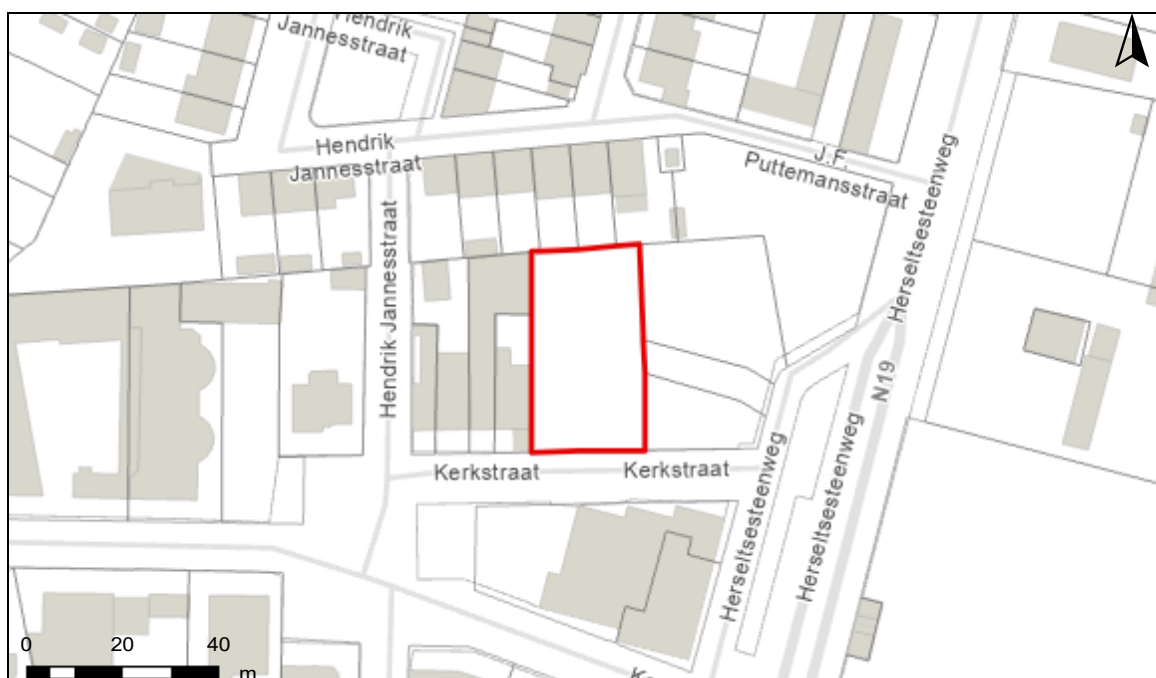 Hendrik
Jannesstraat
Hendrik
Jannesstraat
J.F.
Puttemansstraat
Herseltsesteenweg
Hendrik Jannesstraat
N19
Kerkstraat
Kerkstraat
Herseltsesteenweg
Herseltsesteenweg
0 20 40
m